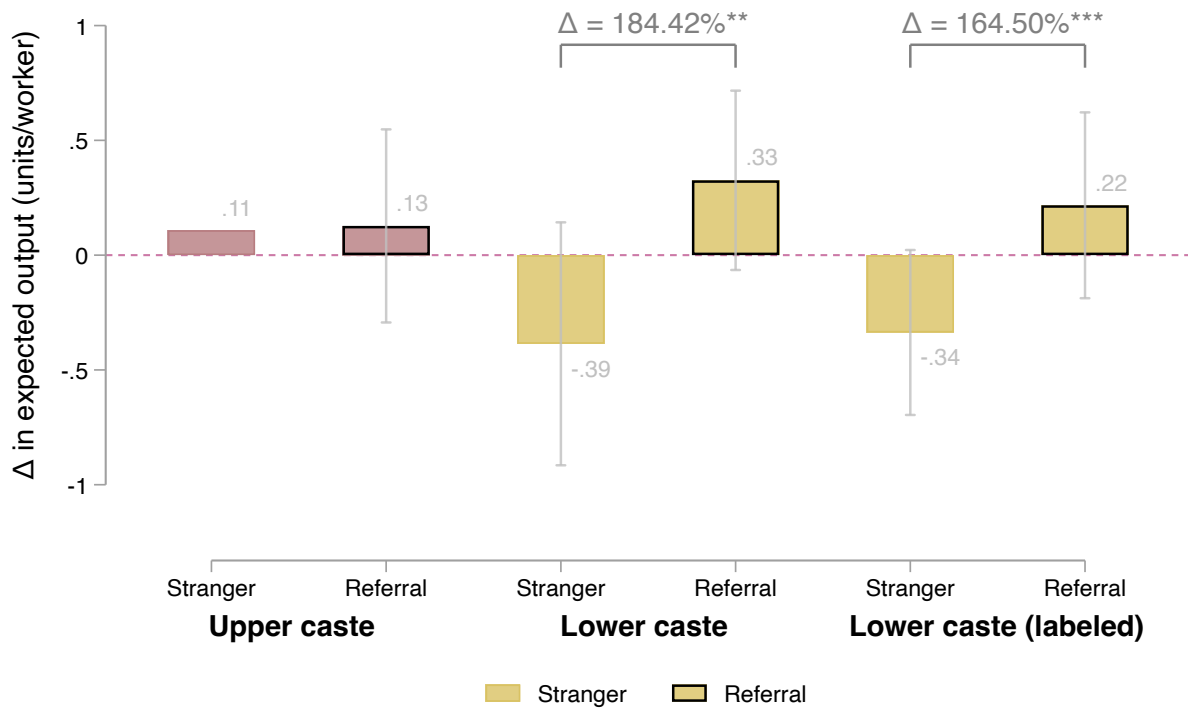 Δ = 184.42%** Δ = 164.50%***
Δ in expected output (units/worker)
1
.5
0
-.5
-1
.11
.13
-.39
.33
-.34
.22
Stranger Referral Stranger Referral Stranger Referral
Upper caste Lower caste Lower caste (labeled)
Stranger Referral